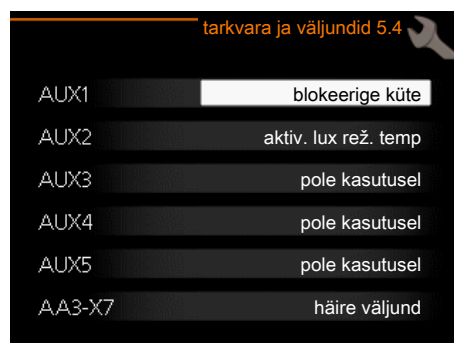 tarkvara ja väljundid 5.4
AUX1 blokeerige küte
AUX2 aktiv. lux rež. temp
AUX3 pole kasutusel
AUX4 pole kasutusel
AUX5 pole kasutusel
AA3-X7 häire väljund